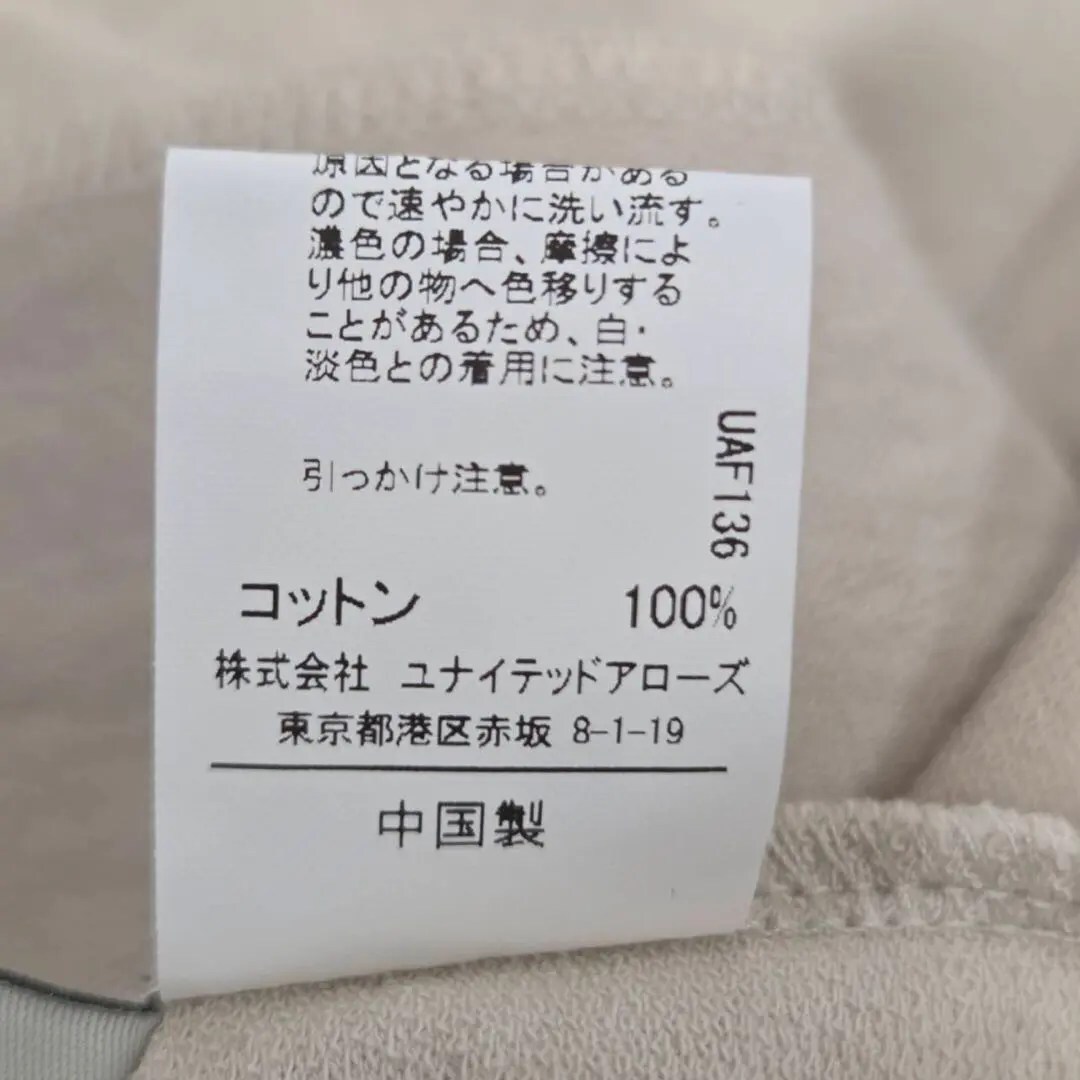 原因となる場合がある
ので速やかに洗い流す。
濃色の場合、摩擦によ
り他の物へ色移りする
ことがあるため、白・
淡色との着用に注意。
引っかけ注意。
UAF136
コットン 100%
株式会社 ユナイテッドアローズ
東京都港区赤坂 8-1-19
中国製